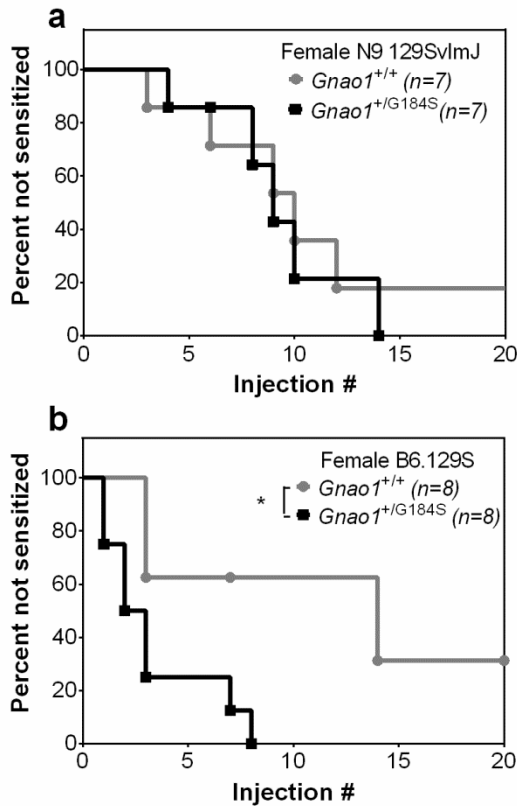 a
Female N9 129SvImJ
Gnao1+/+ (n=7)
Gnao1+/G184S (n=7)
Percent not sensitized
100
80
60
40
20
0
0 5 10 15 20
Injection #
b
Female B6.129S
* Gnao1+/+ (n=8)
Gnao1+/G184S (n=8)
Percent not sensitized
100
80
60
40
20
0
0 5 10 15 20
Injection #